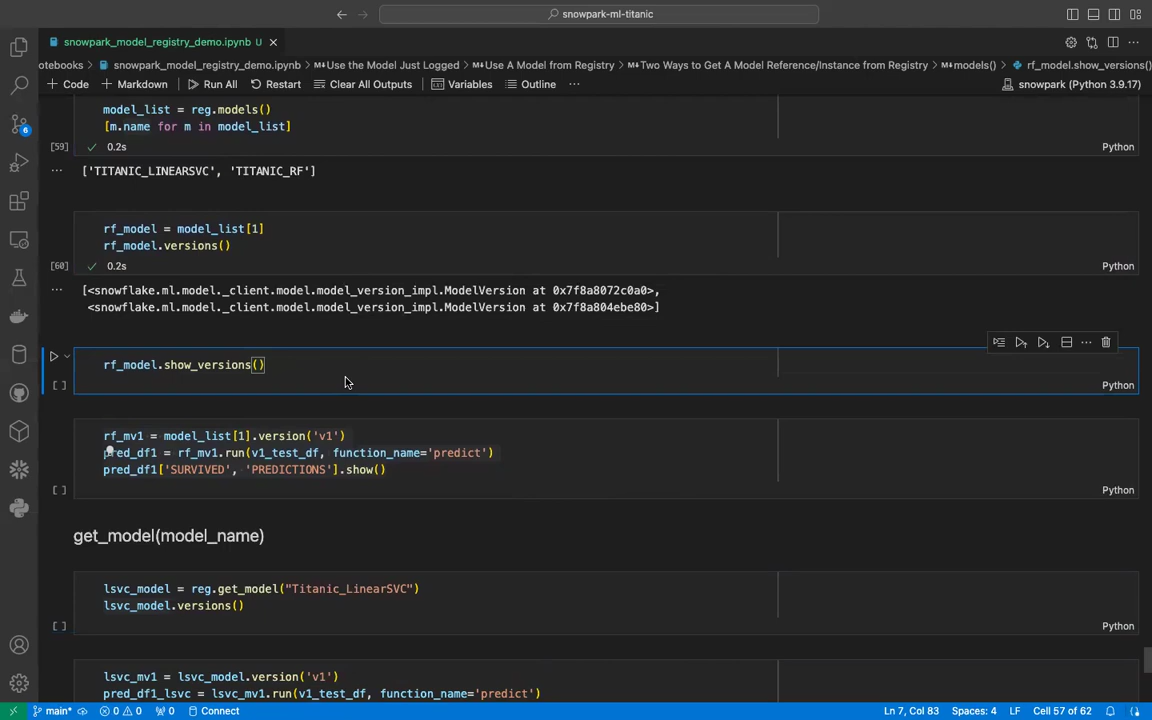 snowpark-ml-titanic
snowpark_model_registry_demo.ipynb U
otebooks > snowpark_model_registry_demo.ipynb > Use the Model Just Logged > Use A Model from Registry > Two Ways to Get A Model Reference/Instance from Registry > models() > rf_model.show_versions()
+ Code + Markdown Run All Restart Clear All Outputs Variables Outline ... snowpark (Python 3.9.17)
model_list = reg.models()
[m.name for m in model_list]
[59] 0.2s Python
['TITANIC_LINEARSVC', 'TITANIC_RF']
rf_model = model_list[1]
rf_model.versions()
[60] 0.2s Python
[<snowflake.ml.model._client.model.model_version_impl.ModelVersion at 0x7f8a8072c0a0>,
<snowflake.ml.model._client.model.model_version_impl.ModelVersion at 0x7f8a804ebe80>]
rf_model.show_versions()
[ ] Python
rf_mv1 = model_list[1].version('v1')
pred_df1 = rf_mv1.run(v1_test_df, function_name='predict')
pred_df1['SURVIVED', 'PREDICTIONS'].show()
[ ] Python
get_model(model_name)
lsvc_model = reg.get_model("Titanic_LinearSVC")
lsvc_model.versions()
[ ] Python
lsvc_mv1 = lsvc_model.version('v1')
pred_df1_lsvc = lsvc_mv1.run(v1_test_df, function_name='predict')
6
main* 0 0 0 Connect Ln 7, Col 83 Spaces: 4 LF Cell 57 of 62